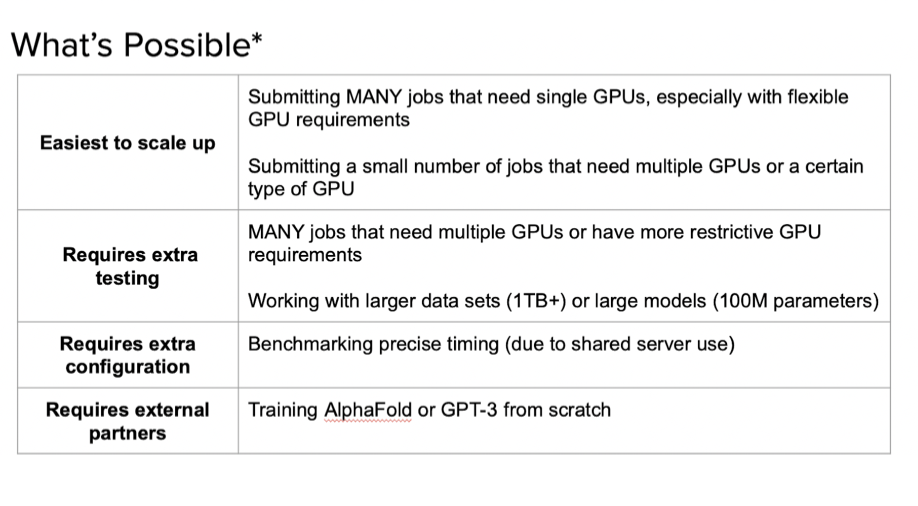 What's Possible*
Easiest to scale up
Submitting MANY jobs that need single GPUs, especially with flexible
GPU requirements
Submitting a small number of jobs that need multiple GPUs or a certain
type of GPU
Requires extra
testing
MANY jobs that need multiple GPUs or have more restrictive GPU
requirements
Working with larger data sets (1TB+) or large models (100M parameters)
Requires extra
configuration
Benchmarking precise timing (due to shared server use)
Requires external
partners
Training AlphaFold or GPT-3 from scratch